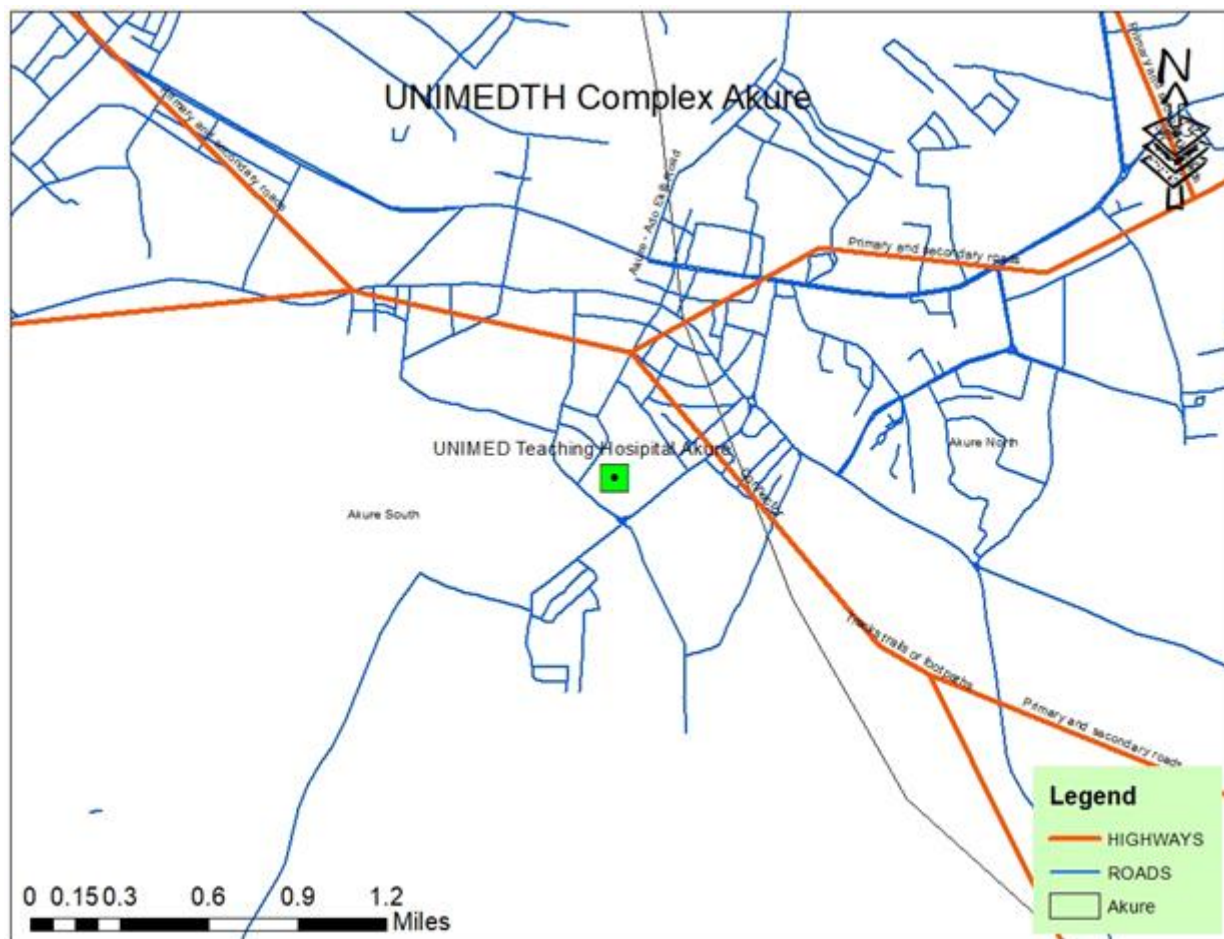 UNIMEDTH Complex Akure
N
Primary and secondary roads
Akure - Ado Ekiti Road
Primary and secondary roads
UNIMED Teaching Hosipital Akure
Akure North
Connector
Akure South
Tracks trails or footpaths
Primary and secondary roads
Legend
HIGHWAYS
ROADS
Akure
0 0.15 0.3 0.6 0.9 1.2
Miles